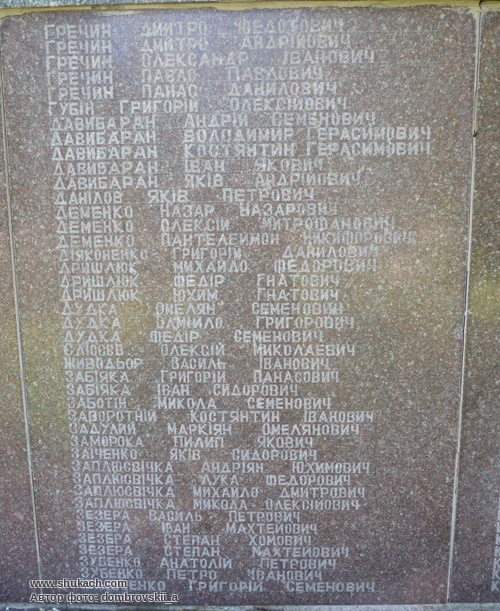 ГРЕЧИН ДМИТРО ФЕДОТОВИЧ
ГРЕЧИН ДМИТРО АНДРІЙОВИЧ
ГРЕЧИН ОЛЕКСАНДР ІВАНОВИЧ
ГРЕЧИН ПАВЛО ПАВЛОВИЧ
ГРЕЧИН ПАНАС ДАНИЛОВИЧ
ГУБІН ГРИГОРІЙ ОЛЕКСІЙОВИЧ
ДАВИБАРАН АНДРІЙ СЕМЕНОВИЧ
ДАВИБАРАН ВОЛОДИМИР ГЕРАСИМОВИЧ
ДАВИБАРАН КОСТЯНТИН ГЕРАСИМОВИЧ
ДАВИБАРАН ІВАН ЯКОВИЧ
ДАВИБАРАН ЯКІВ АНДРІЙОВИЧ
ДАНІЛОВ ЯКІВ ПЕТРОВИЧ
ДЕМЕНКО НАЗАР НАЗАРОВИЧ
ДЕМЕНКО ОЛЕКСІЙ МИТРОФАНОВИЧ
ДЕМЕНКО ПАНТЕЛЕЙМОН НИКИФОРОВИЧ
ДІЯКОНЕНКО ГРИГОРІЙ ДАНИЛОВИЧ
ДРИШЛЮК МИХАЙЛО ФЕДОРОВИЧ
ДРИШЛЮК ФЕДІР ГНАТОВИЧ
ДРИШЛЮК ЮХИМ ГНАТОВИЧ
ДУДКА ОМЕЛЯН СЕМЕНОВИЧ
ДУДКА САМІЙЛО ГРИГОРОВИЧ
ДУДКА ФЕДІР СЕМЕНОВИЧ
ЄЛІСЄЄВ ОЛЕКСІЙ МИКОЛАЕВИЧ
ЖИВОДЬОР ВАСИЛЬ ІВАНОВИЧ
ЗАБІЯКА ГРИГОРІЙ ПАНАСОВИЧ
ЗАБІЯКА ІВАН СИДОРОВИЧ
ЗАБОТІН МИКОЛА СЕМЕНОВИЧ
ЗАВОРОТНІЙ КОСТЯНТИН ІВАНОВИЧ
ЗАДУЛИЙ МАРКІЯН ОМЕЛЯНОВИЧ
ЗАМОРОКА ПИЛИП ЯКОВИЧ
ЗАІЧЕНКО ЯКІВ СИДОРОВИЧ
ЗАПЛЮСВІЧКА АНДРІЯН ЮХИМОВИЧ
ЗАПЛЮСВІЧКА ЛУКА ФЕДОРОВИЧ
ЗАПЛЮСВІЧКА МИХАЙЛО ДМИТРОВИЧ
ЗАПЛЮСВІЧКА МИКОЛА ОЛЕКСІЙОВИЧ
ЗЕЗЕРА ВАСИЛЬ ПЕТРОВИЧ
ЗЕЗЕРА ІВАН МАХТЕЙОВИЧ
ЗЕЗЕРА СТЕПАН ХОМОВИЧ
ЗЕЗЕРА СТЕПАН МАХТЕЙОВИЧ
ЗУБЕНКО АНАТОЛІЙ ПЕТРОВИЧ
ЗУБЕНКО ПЕТРО ІВАНОВИЧ
ГРИГОРІЙ СЕМЕНОВИЧ
www.shukach.com
Автор фото: dombrovskii_a